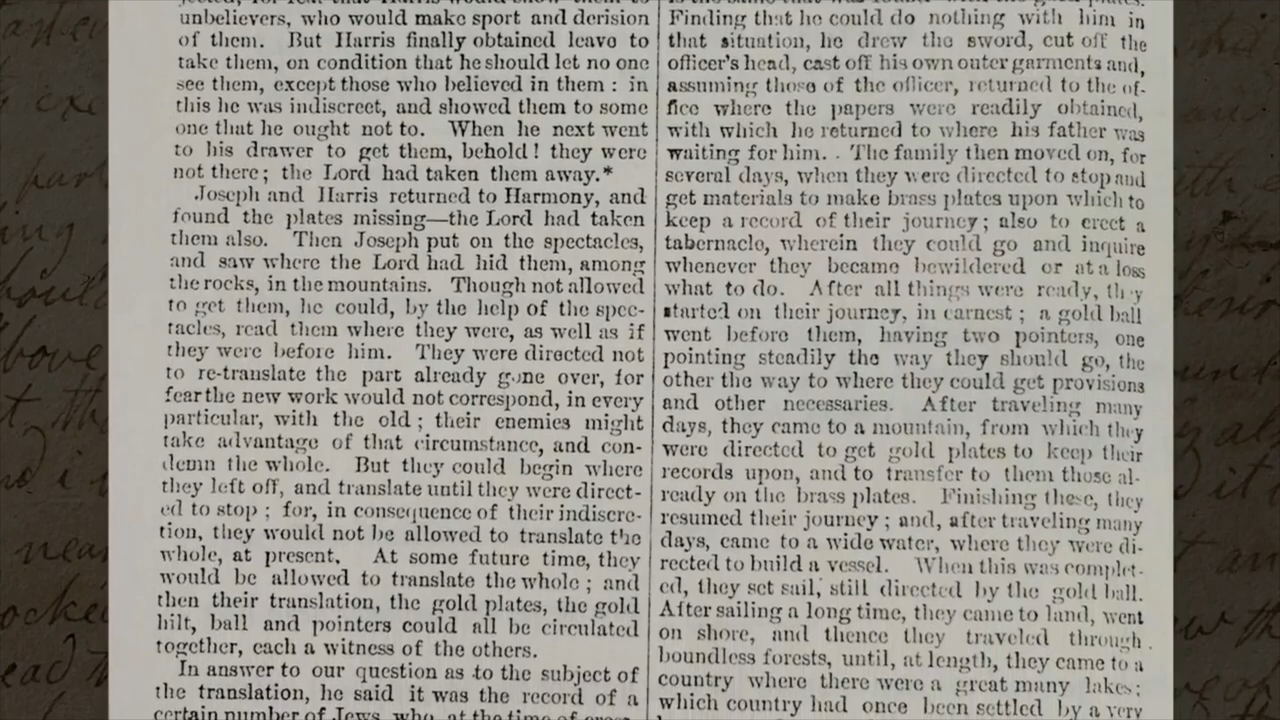 unbelievers, who would make sport and derision
of them. But Harris finally obtained leave to
take them, on condition that he should let no one
see them, except those who believed in them : in
this he was indiscreet, and showed them to some
one that he ought not to. When he next went
to his drawer to get them, behold! they were
not there; the Lord had taken them away.*
Joseph and Harris returned to Harmony, and
found the plates missing—the Lord had taken
them also. Then Joseph put on the spectacles,
and saw where the Lord had hid them, among
the rocks, in the mountains. Though not allowed
to get them, he could, by the help of the spec-
tacles, read them where they were, as well as if
they were before him. They were directed not
to re-translate the part already gone over, for
fear the new work would not correspond, in every
particular, with the old ; their enemies might
take advantage of that circumstance, and con-
demn the whole. But they could begin where
they left off, and translate until they were direct-
ed to stop ; for, in consequence of their indiscre-
tion, they would not be allowed to translate the
whole, at present. At some future time, they
would be allowed to translate the whole ; and
then their translation, the gold plates, the gold
hilt, ball and pointers could all be circulated
together, each a witness of the others.
In answer to our question as to the subject of
the translation, he said it was the record of a
certain number of Jews, who, at the time of
Finding that he could do nothing with him in
that situation, he drew the sword, cut off the
officer's head, cast off his own outer garments and,
assuming those of the officer, returned to the of-
fice where the papers were readily obtained,
with which he returned to where his father was
waiting for him. . The family then moved on, for
several days, when they were directed to stop and
get materials to make brass plates upon which to
keep a record of their journey ; also to erect a
tabernacle, wherein they could go and inquire
whenever they became bewildered or at a loss
what to do. After all things were ready, they
started on their journey, in earnest ; a gold ball
went before them, having two pointers, one
pointing steadily the way they should go, the
other the way to where they could get provisions
and other necessaries. After traveling many
days, they came to a mountain, from which they
were directed to get gold plates to keep their
records upon, and to transfer to them those al-
ready on the brass plates. Finishing these, they
resumed their journey ; and, after traveling many
days, came to a wide water, where they were di-
rected to build a vessel. When this was complet-
ed, they set sail, still directed by the gold ball.
After sailing a long time, they came to land, went
on shore, and thence they traveled through
boundless forests, until, at length, they came to a
country where there were a great many lakes;
which country had once been settled by a very